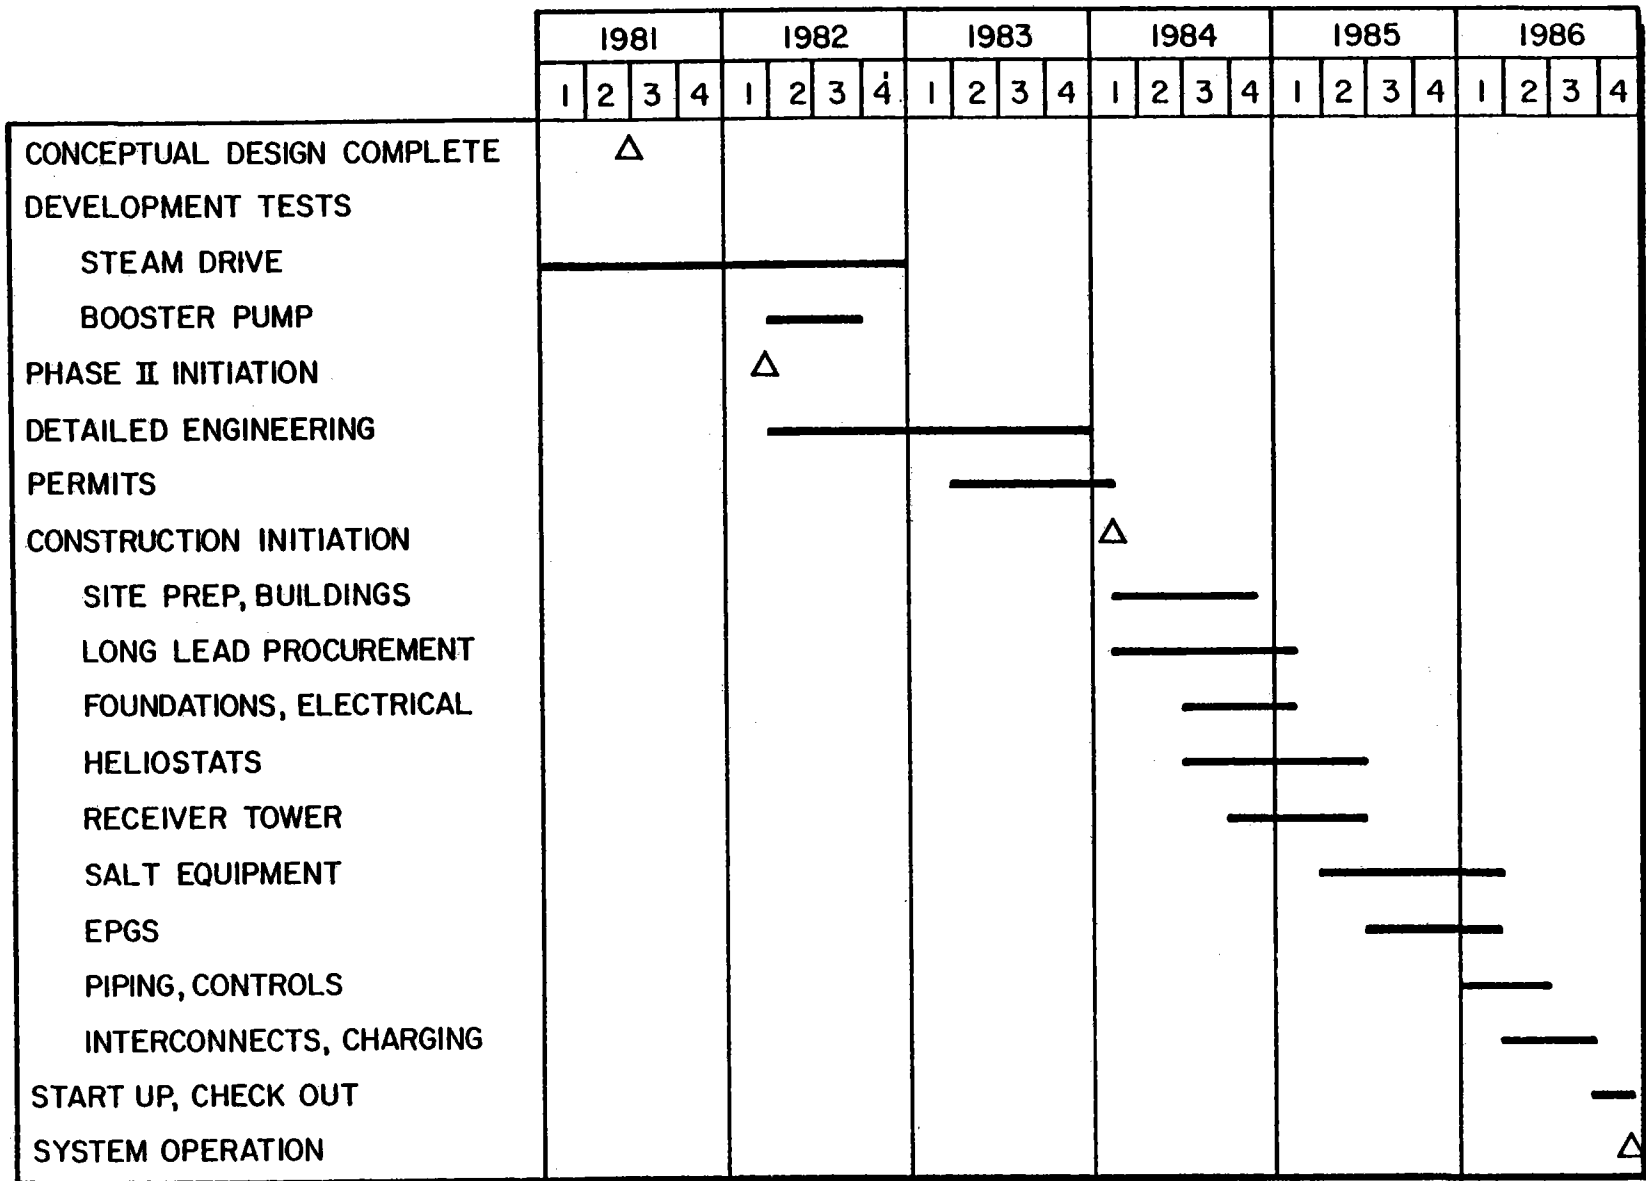 1981 1982 1983 1984 1985 1986
1 2 3 4 1 2 3 4 1 2 3 4 1 2 3 4 1 2 3 4 1 2 3 4
CONCEPTUAL DESIGN COMPLETE
DEVELOPMENT TESTS
STEAM DRIVE
BOOSTER PUMP
PHASE II INITIATION
DETAILED ENGINEERING
PERMITS
CONSTRUCTION INITIATION
SITE PREP, BUILDINGS
LONG LEAD PROCUREMENT
FOUNDATIONS, ELECTRICAL
HELIOSTATS
RECEIVER TOWER
SALT EQUIPMENT
EPGS
PIPING, CONTROLS
INTERCONNECTS, CHARGING
START UP, CHECK OUT
SYSTEM OPERATION